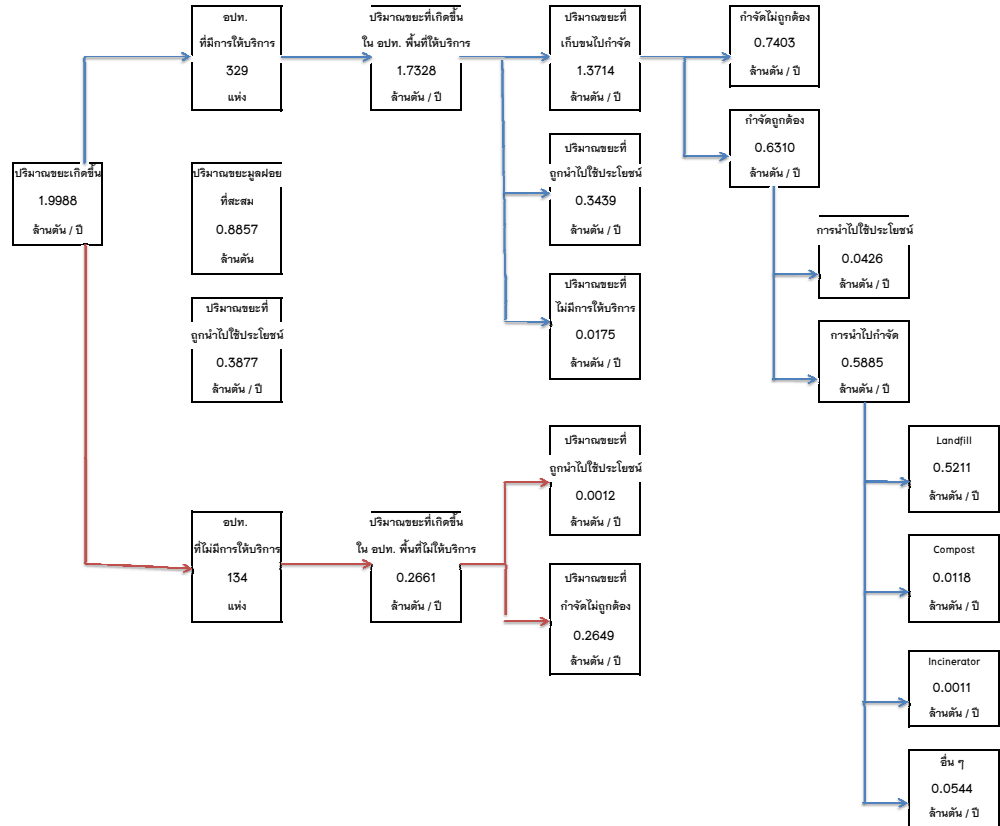 อปท.
ที่มีการให้บริการ
329
แห่ง
ปริมาณขยะที่เกิดขึ้น
ใน อปท. พื้นที่ให้บริการ
1.7328
ล้านตัน / ปี
ปริมาณขยะที่
เก็บขนไปกำจัด
1.3714
ล้านตัน / ปี
กำจัดไม่ถูกต้อง
0.7403
ล้านตัน / ปี
กำจัดถูกต้อง
0.6310
ล้านตัน / ปี
ปริมาณขยะเกิดขึ้น
1.9988
ล้านตัน / ปี
ปริมาณขยะมูลฝอย
ที่สะสม
0.8857
ล้านตัน
ปริมาณขยะที่
ถูกนำไปใช้ประโยชน์
0.3439
ล้านตัน / ปี
การนำไปใช้ประโยชน์
0.0426
ล้านตัน / ปี
ปริมาณขยะที่
ถูกนำไปใช้ประโยชน์
0.3877
ล้านตัน / ปี
ปริมาณขยะที่
ไม่มีการให้บริการ
0.0175
ล้านตัน / ปี
การนำไปกำจัด
0.5885
ล้านตัน / ปี
ปริมาณขยะที่
ถูกนำไปใช้ประโยชน์
0.0012
ล้านตัน / ปี
Landfill
0.5211
ล้านตัน / ปี
อปท.
ที่ไม่มีการให้บริการ
134
แห่ง
ปริมาณขยะที่เกิดขึ้น
ใน อปท. พื้นที่ไม่ให้บริการ
0.2661
ล้านตัน / ปี
ปริมาณขยะที่
กำจัดไม่ถูกต้อง
0.2649
ล้านตัน / ปี
Compost
0.0118
ล้านตัน / ปี
Incinerator
0.0011
ล้านตัน / ปี
อื่น ๆ
0.0544
ล้านตัน / ปี